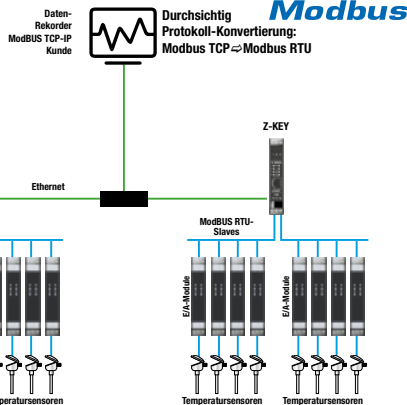 Modbus
Daten-
Rekorder
ModBUS TCP-IP
Kunde
Durchsichtig
Protokoll-Konvertierung:
Modbus TCP⇨Modbus RTU
Z-KEY
Ethernet
ModBUS RTU-
Slaves
E/A-Module
E/A-Module
peratursensoren
Temperatursensoren
Temperatursensoren